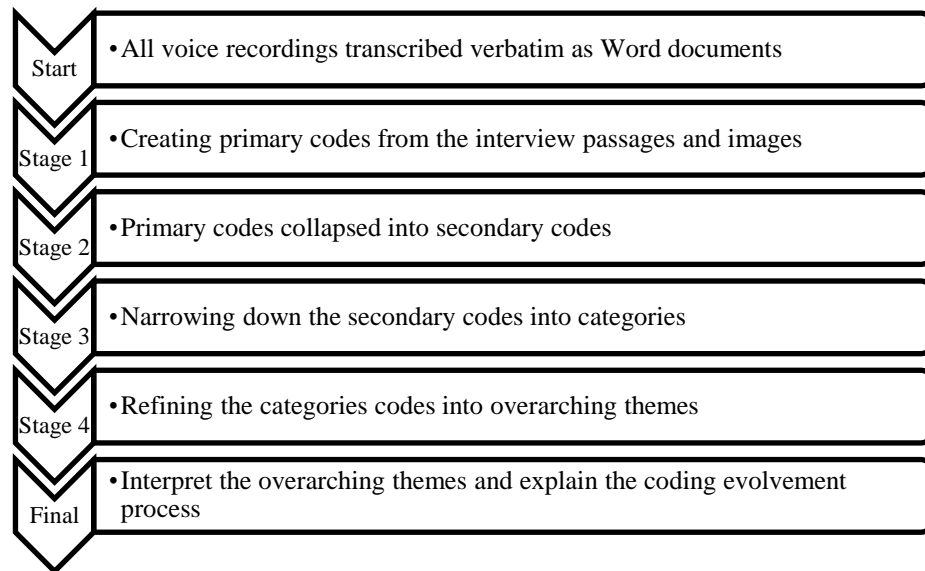 Start
•All voice recordings transcribed verbatim as Word documents
Stage 1
•Creating primary codes from the interview passages and images
Stage 2
•Primary codes collapsed into secondary codes
Stage 3
•Narrowing down the secondary codes into categories
Stage 4
•Refining the categories codes into overarching themes
Final
•Interpret the overarching themes and explain the coding evolvement
process